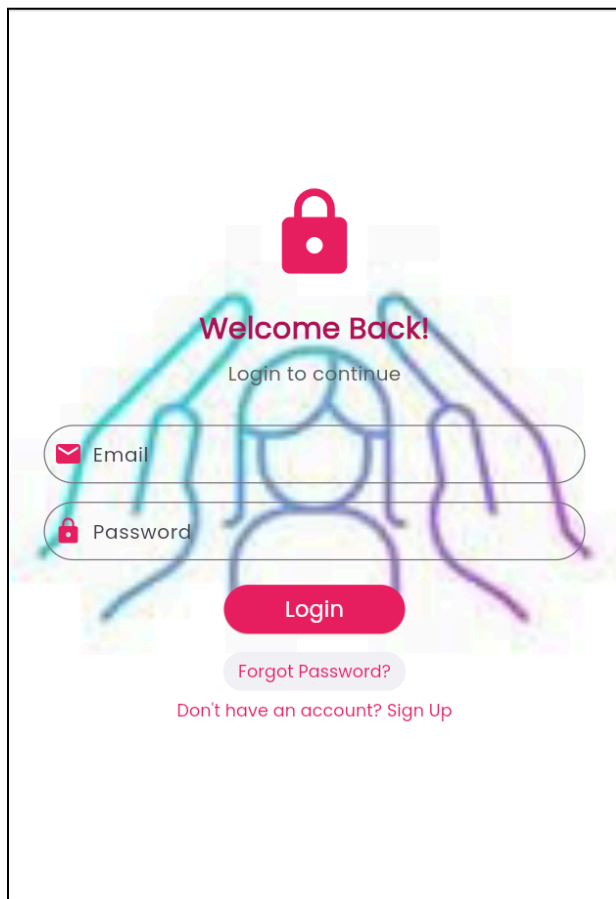 Welcome Back!
Login to continue
Email
Password
Login
Forgot Password?
Don't have an account? Sign Up